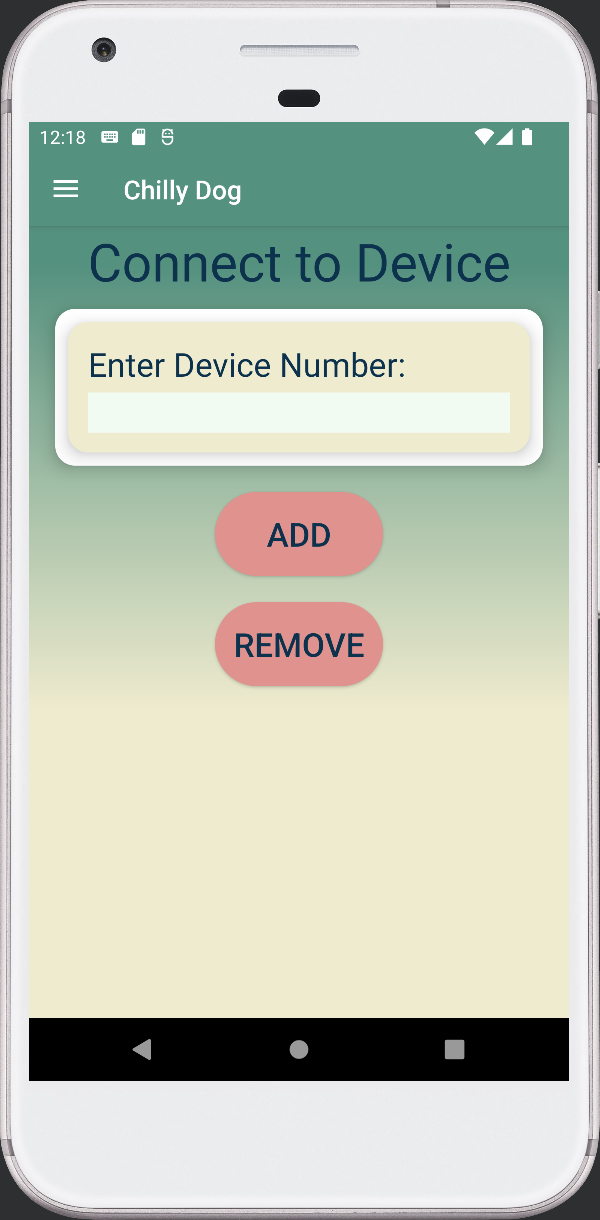 12:18
Chilly Dog
Connect to Device
Enter Device Number:
ADD
REMOVE